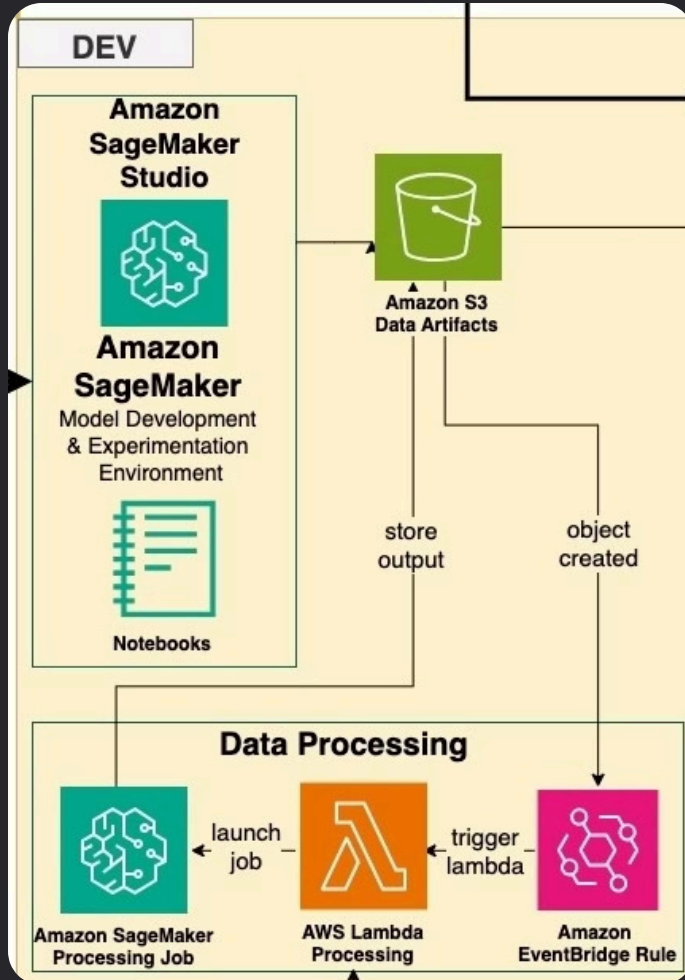 DEV
Amazon
SageMaker
Studio
Amazon
SageMaker
Model Development
& Experimentation
Environment
Notebooks
Amazon S3
Data Artifacts
store
output
object
created
Data Processing
launch
job
trigger
lambda
Amazon SageMaker
Processing Job
AWS Lambda
Processing
Amazon
EventBridge Rule